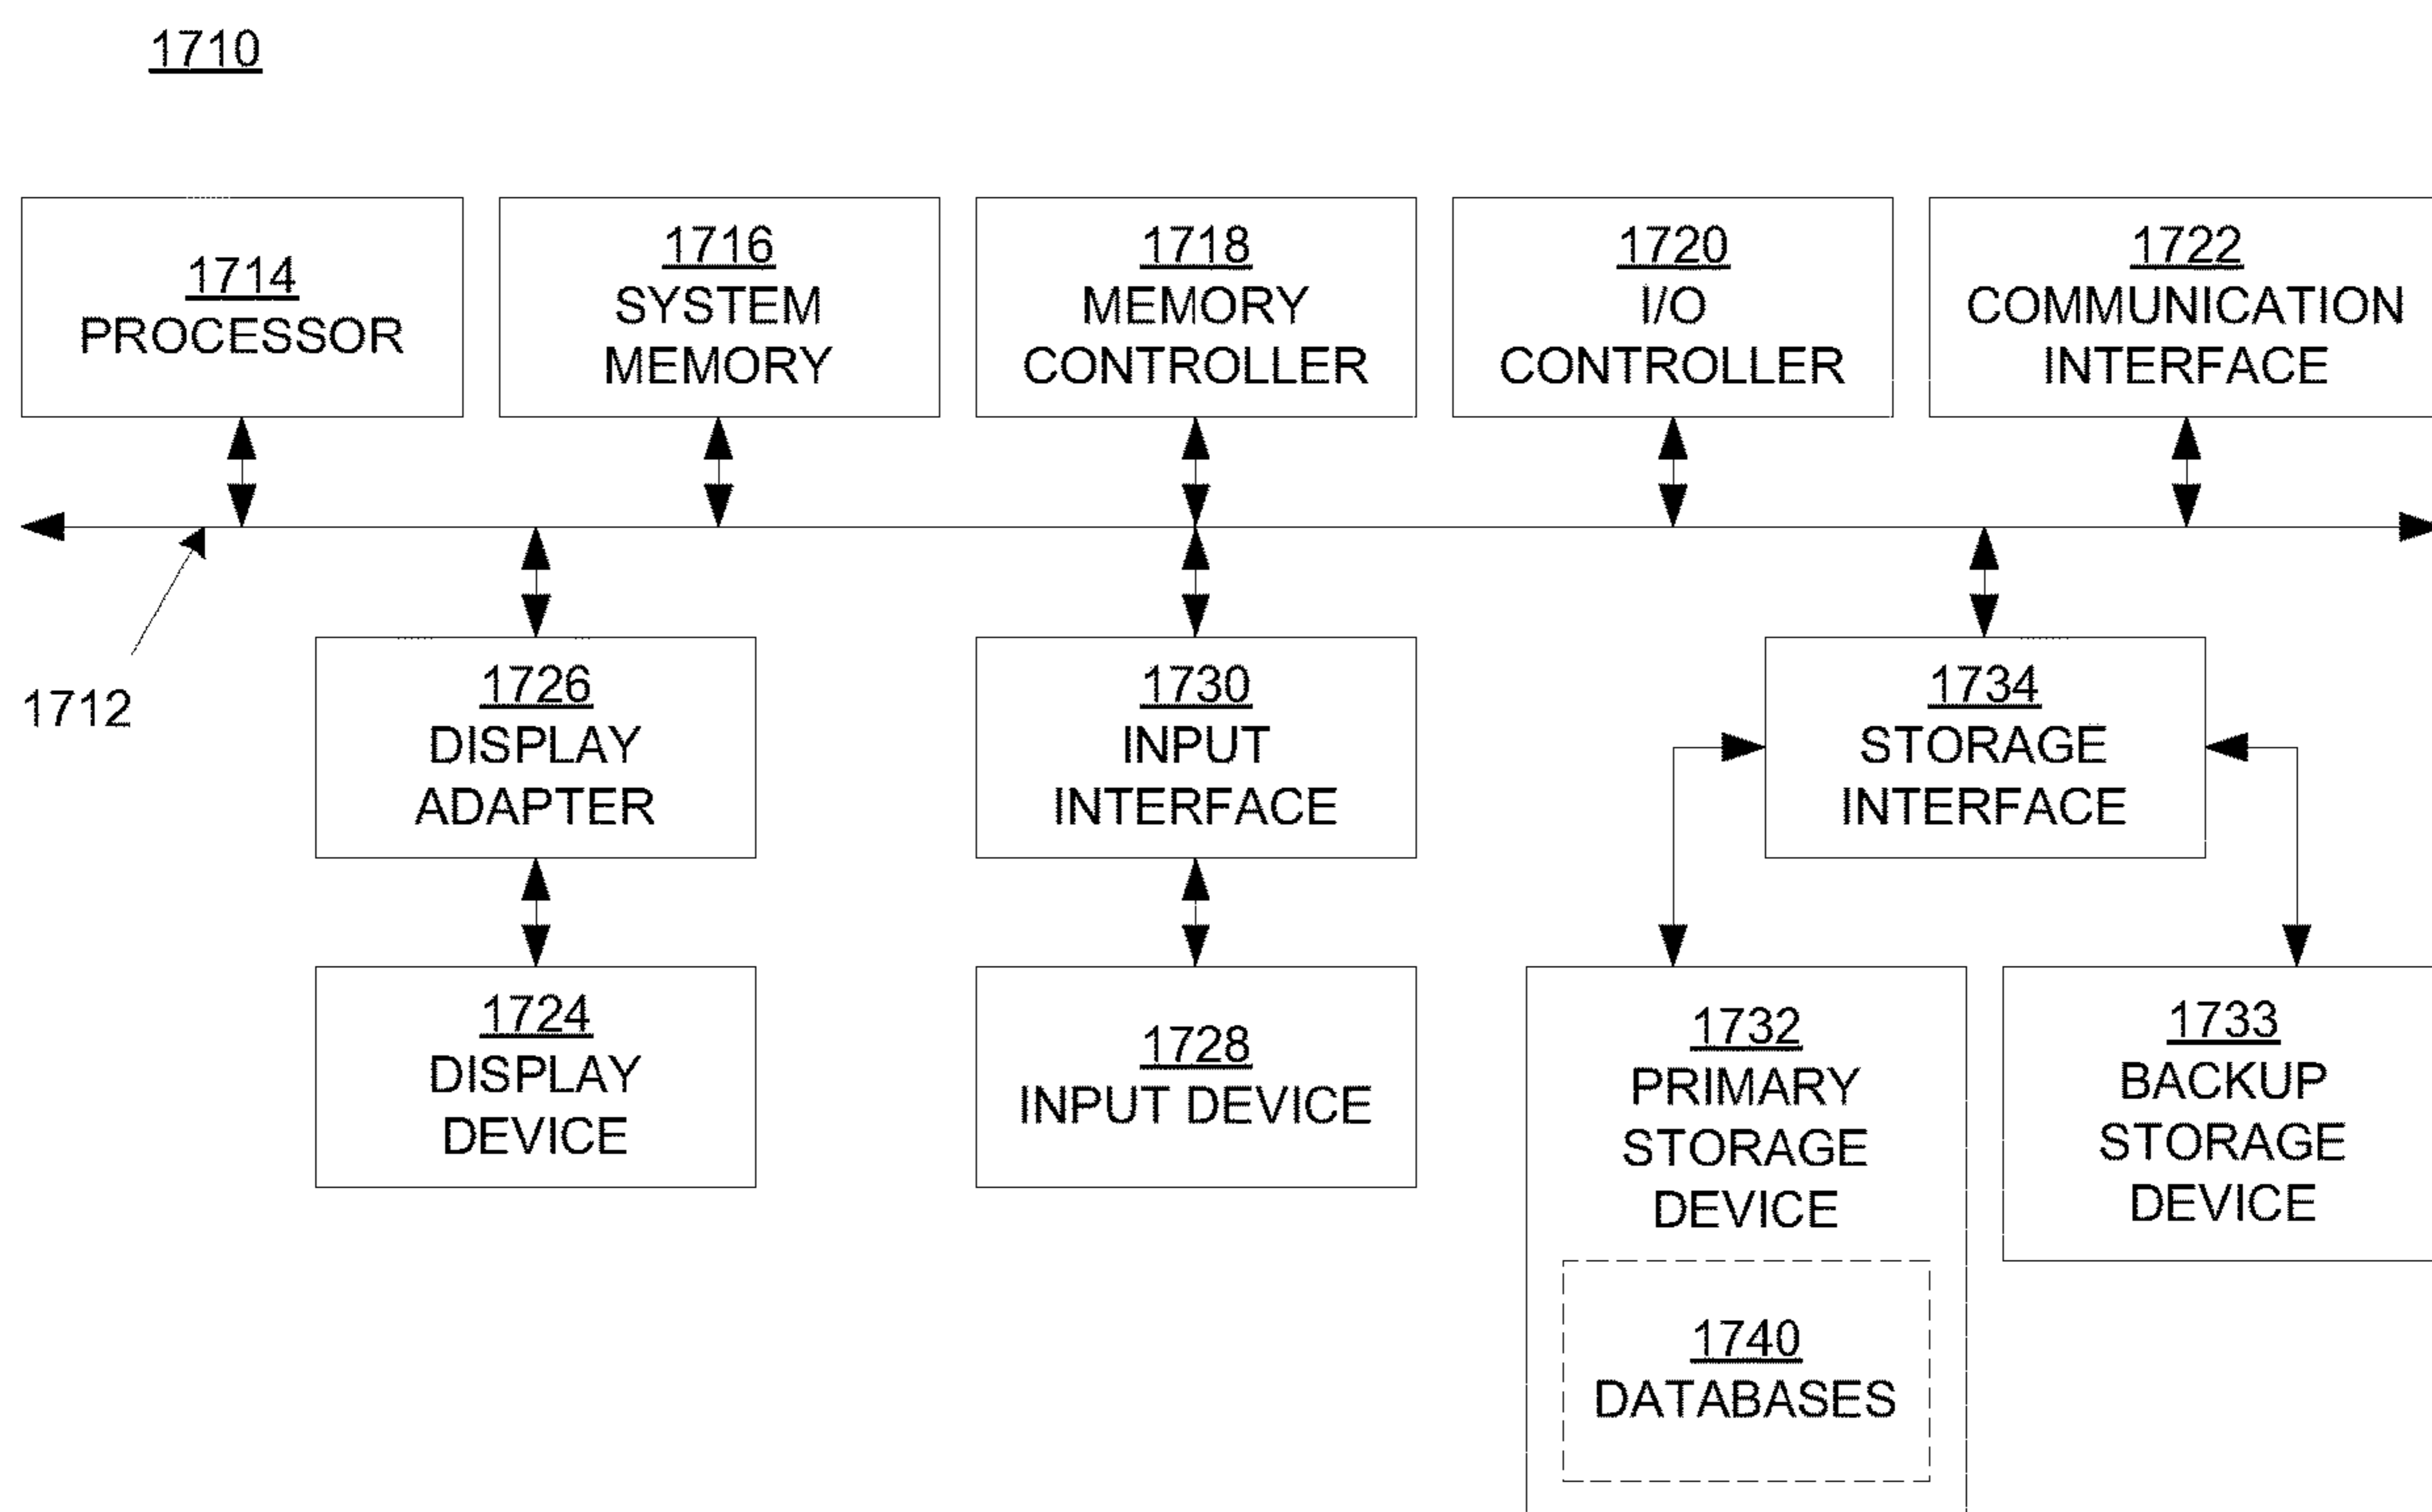 1710
1714
PROCESSOR
1716
SYSTEM
MEMORY
1718
MEMORY
CONTROLLER
1720
I/O
CONTROLLER
1722
COMMUNICATION
INTERFACE
1712
1726
DISPLAY
ADAPTER
1730
INPUT
INTERFACE
1734
STORAGE
INTERFACE
1724
DISPLAY
DEVICE
1728
INPUT DEVICE
1732
PRIMARY
STORAGE
DEVICE
1733
BACKUP
STORAGE
DEVICE
1740
DATABASES